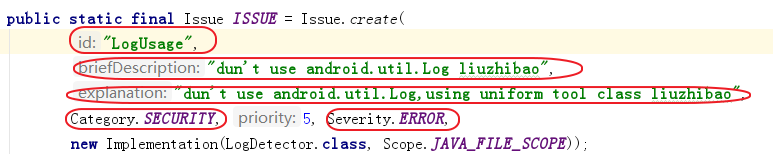 public static final Issue ISSUE = Issue.create(
id: "LogUsage",
briefDescription: "dun't use android.util.Log liuzhibao",
explanation: "dun't use android.util.Log,using uniform tool class liuzhibao",
Category.SECURITY, priority: 5, Severity.ERROR,
new Implementation(LogDetector.class, Scope.JAVA_FILE_SCOPE));